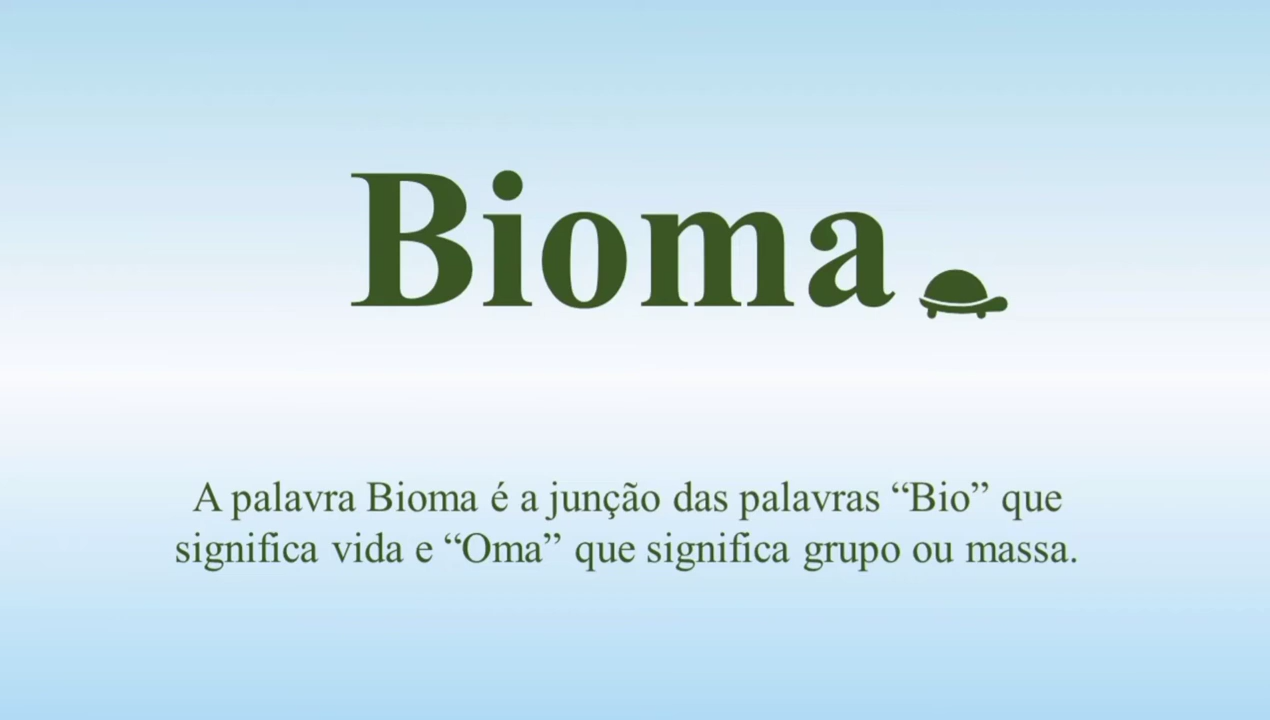 Bioma
A palavra Bioma é a junção das palavras “Bio” que
significa vida e “Oma” que significa grupo ou massa.